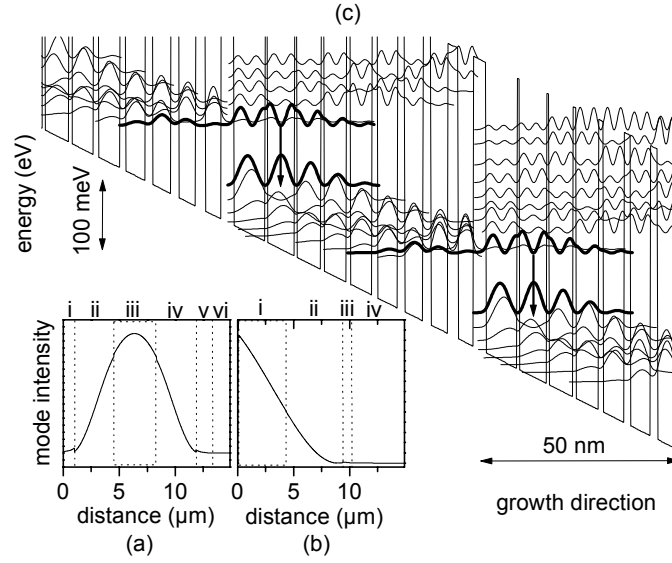 (c)
energy (eV)
100 meV
50 nm
growth direction
i ii iii iv v vi
mode intensity
0 5 10
distance (µm)
(a)
i ii iii iv
0 5 10
distance (µm)
(b)